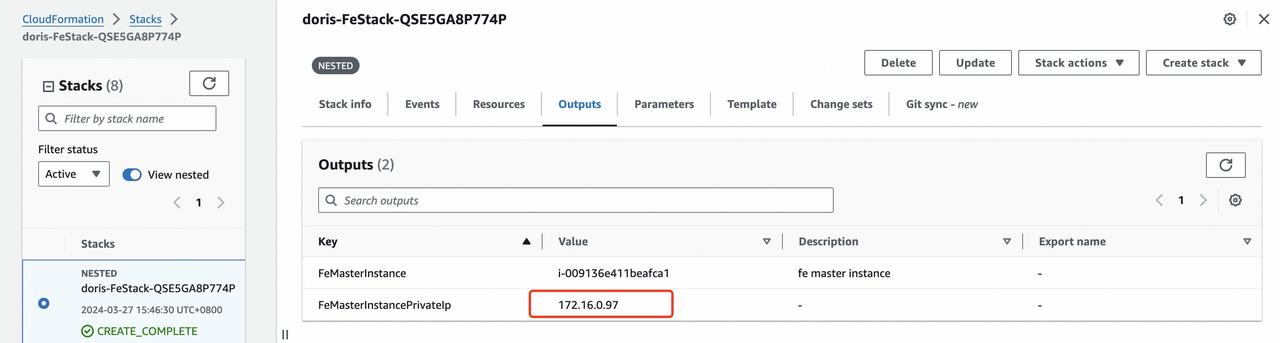 CloudFormation > Stacks >
doris-FeStack-QSE5GA8P774P
Stacks (8)
Filter by stack name
Filter status
Active View nested
1
Stacks
NESTED
doris-FeStack-QSE5GA8P774P
2024-03-27 15:46:30 UTC+0800
CREATE_COMPLETE
doris-FeStack-QSE5GA8P774P
NESTED
Delete Update Stack actions Create stack
Stack info Events Resources Outputs Parameters Template Change sets Git sync - new
Outputs (2)
Search outputs
1
Key Value Description Export name
FeMasterInstance i-009136e411beafca1 fe master instance -
FeMasterInstancePrivateIp 172.16.0.97 - -